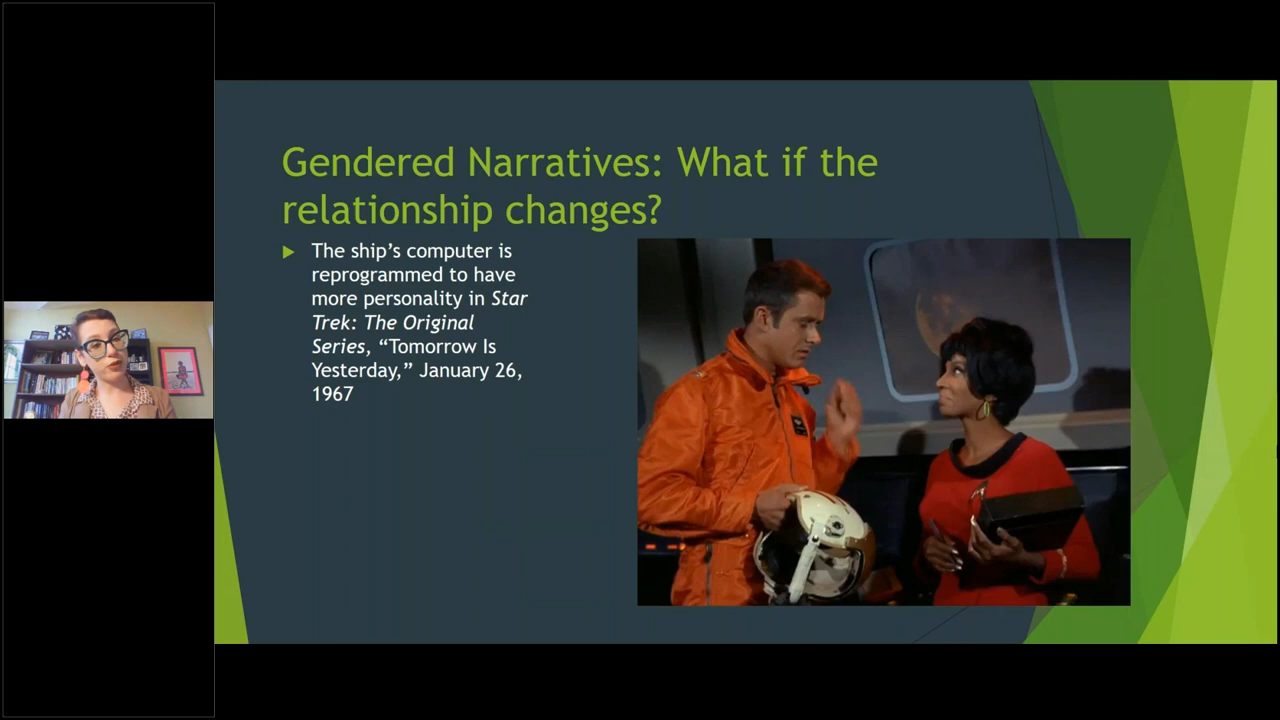 Gendered Narratives: What if the
relationship changes?
The ship’s computer is
reprogrammed to have
more personality in Star
Trek: The Original
Series, “Tomorrow Is
Yesterday,” January 26,
1967